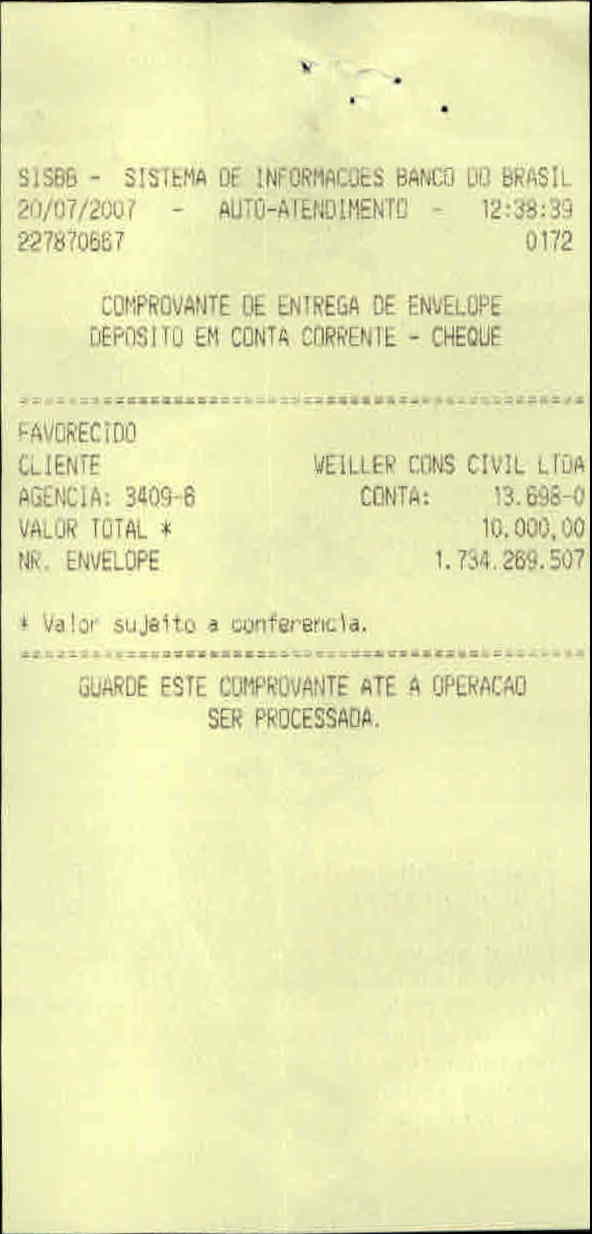 SISBB - SISTEMA DE INFORMACOES BANCO DO BRASIL
20/07/2007 - AUTO-ATENDIMENTO - 12:38:39
227870667 0172
COMPROVANTE DE ENTREGA DE ENVELOPE
DEPOSITO EM CONTA CORRENTE - CHEQUE
FAVORECIDO
CLIENTE VEILLER CONS CIVIL LTDA
AGENCIA: 3409-6 CONTA: 13.698-0
VALOR TOTAL * 10.000,00
NR. ENVELOPE 1.734.269.507
* Valor sujeito a conferencia.
GUARDE ESTE COMPROVANTE ATE A OPERACAO
SER PROCESSADA.